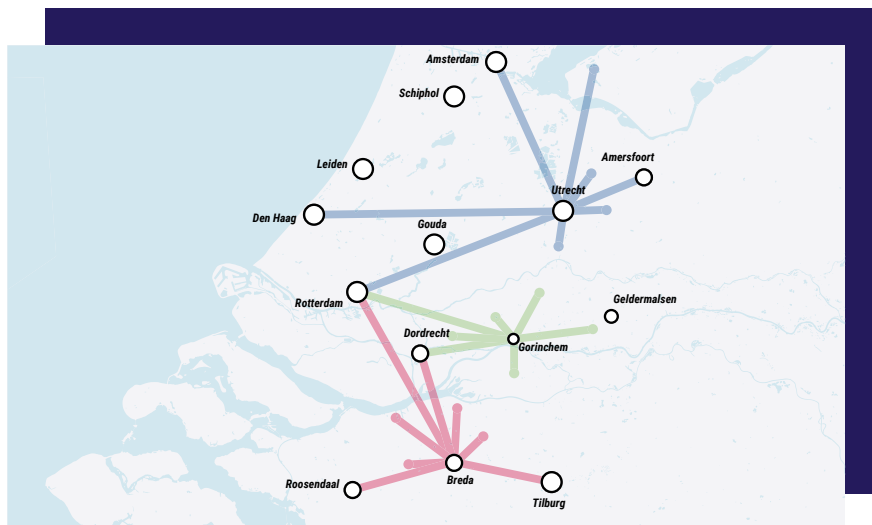 Amsterdam
Schiphol
Amersfoort
Leiden
Utrecht
Den Haag
Gouda
Rotterdam
Geldermalsen
Dordrecht
Gorinchem
Roosendaal
Breda
Tilburg